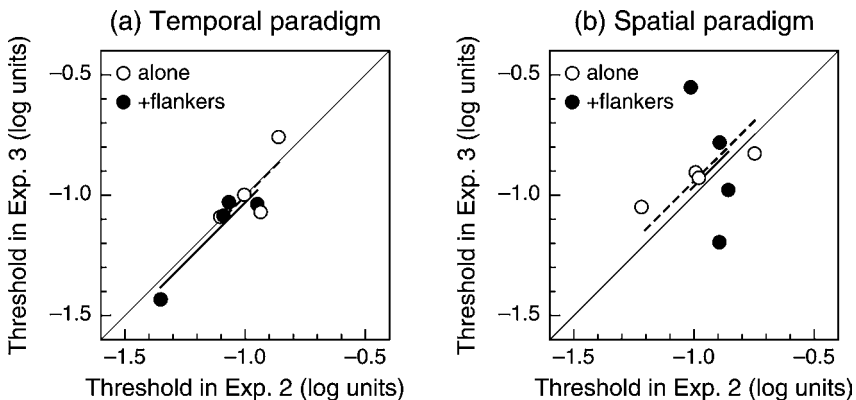 (a) Temporal paradigm
−0.5
−1.0
−1.5
Threshold in Exp. 3 (log units)
alone
+flankers
−1.5 −1.0 −0.5
Threshold in Exp. 2 (log units)
(b) Spatial paradigm
−0.5
−1.0
−1.5
Threshold in Exp. 3 (log units)
alone
+flankers
−1.5 −1.0 −0.5
Threshold in Exp. 2 (log units)